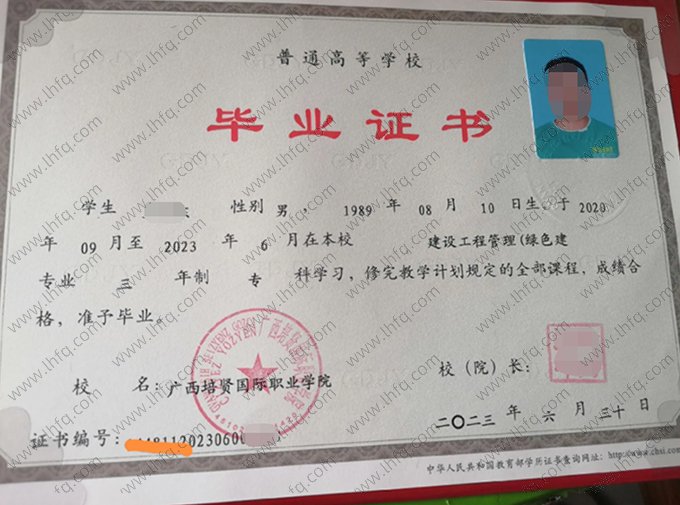 普通高等学校
毕业证书
学生 性别 男 ， 1989 年 08 月 10 日生， 于 2020
年 09 月至 2023 年 6 月在本校 建设工程管理(绿色建
专业 三 年制 专 科学习，修完教学计划规定的全部课程，成绩合
格，准予毕业。
校 名：广西培贤国际职业学院
校（院）长：
二〇二三 年 六 月 三十 日
证书编号： 120230600
中华人民共和国教育部学历证书查询网址：http://www.chsi.com.c
www.lhfq.com